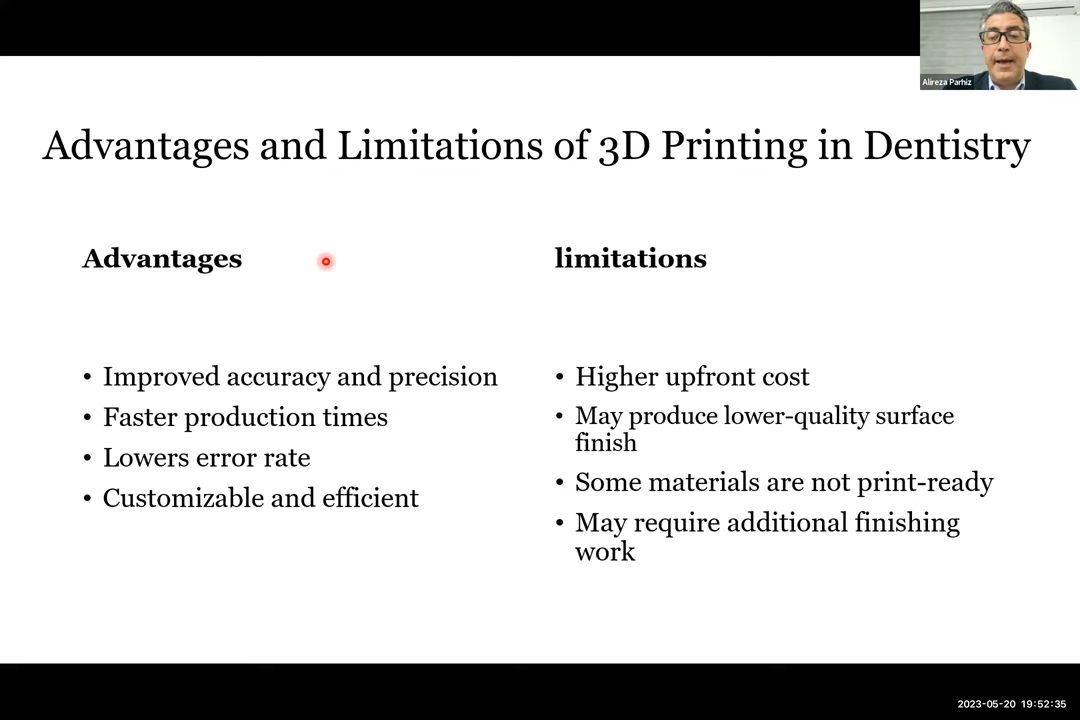 Alireza Parhiz
Advantages and Limitations of 3D Printing in Dentistry
Advantages
• Improved accuracy and precision
• Faster production times
• Lowers error rate
• Customizable and efficient
limitations
• Higher upfront cost
• May produce lower-quality surface
finish
• Some materials are not print-ready
• May require additional finishing
work
2023-05-20 19:52:35